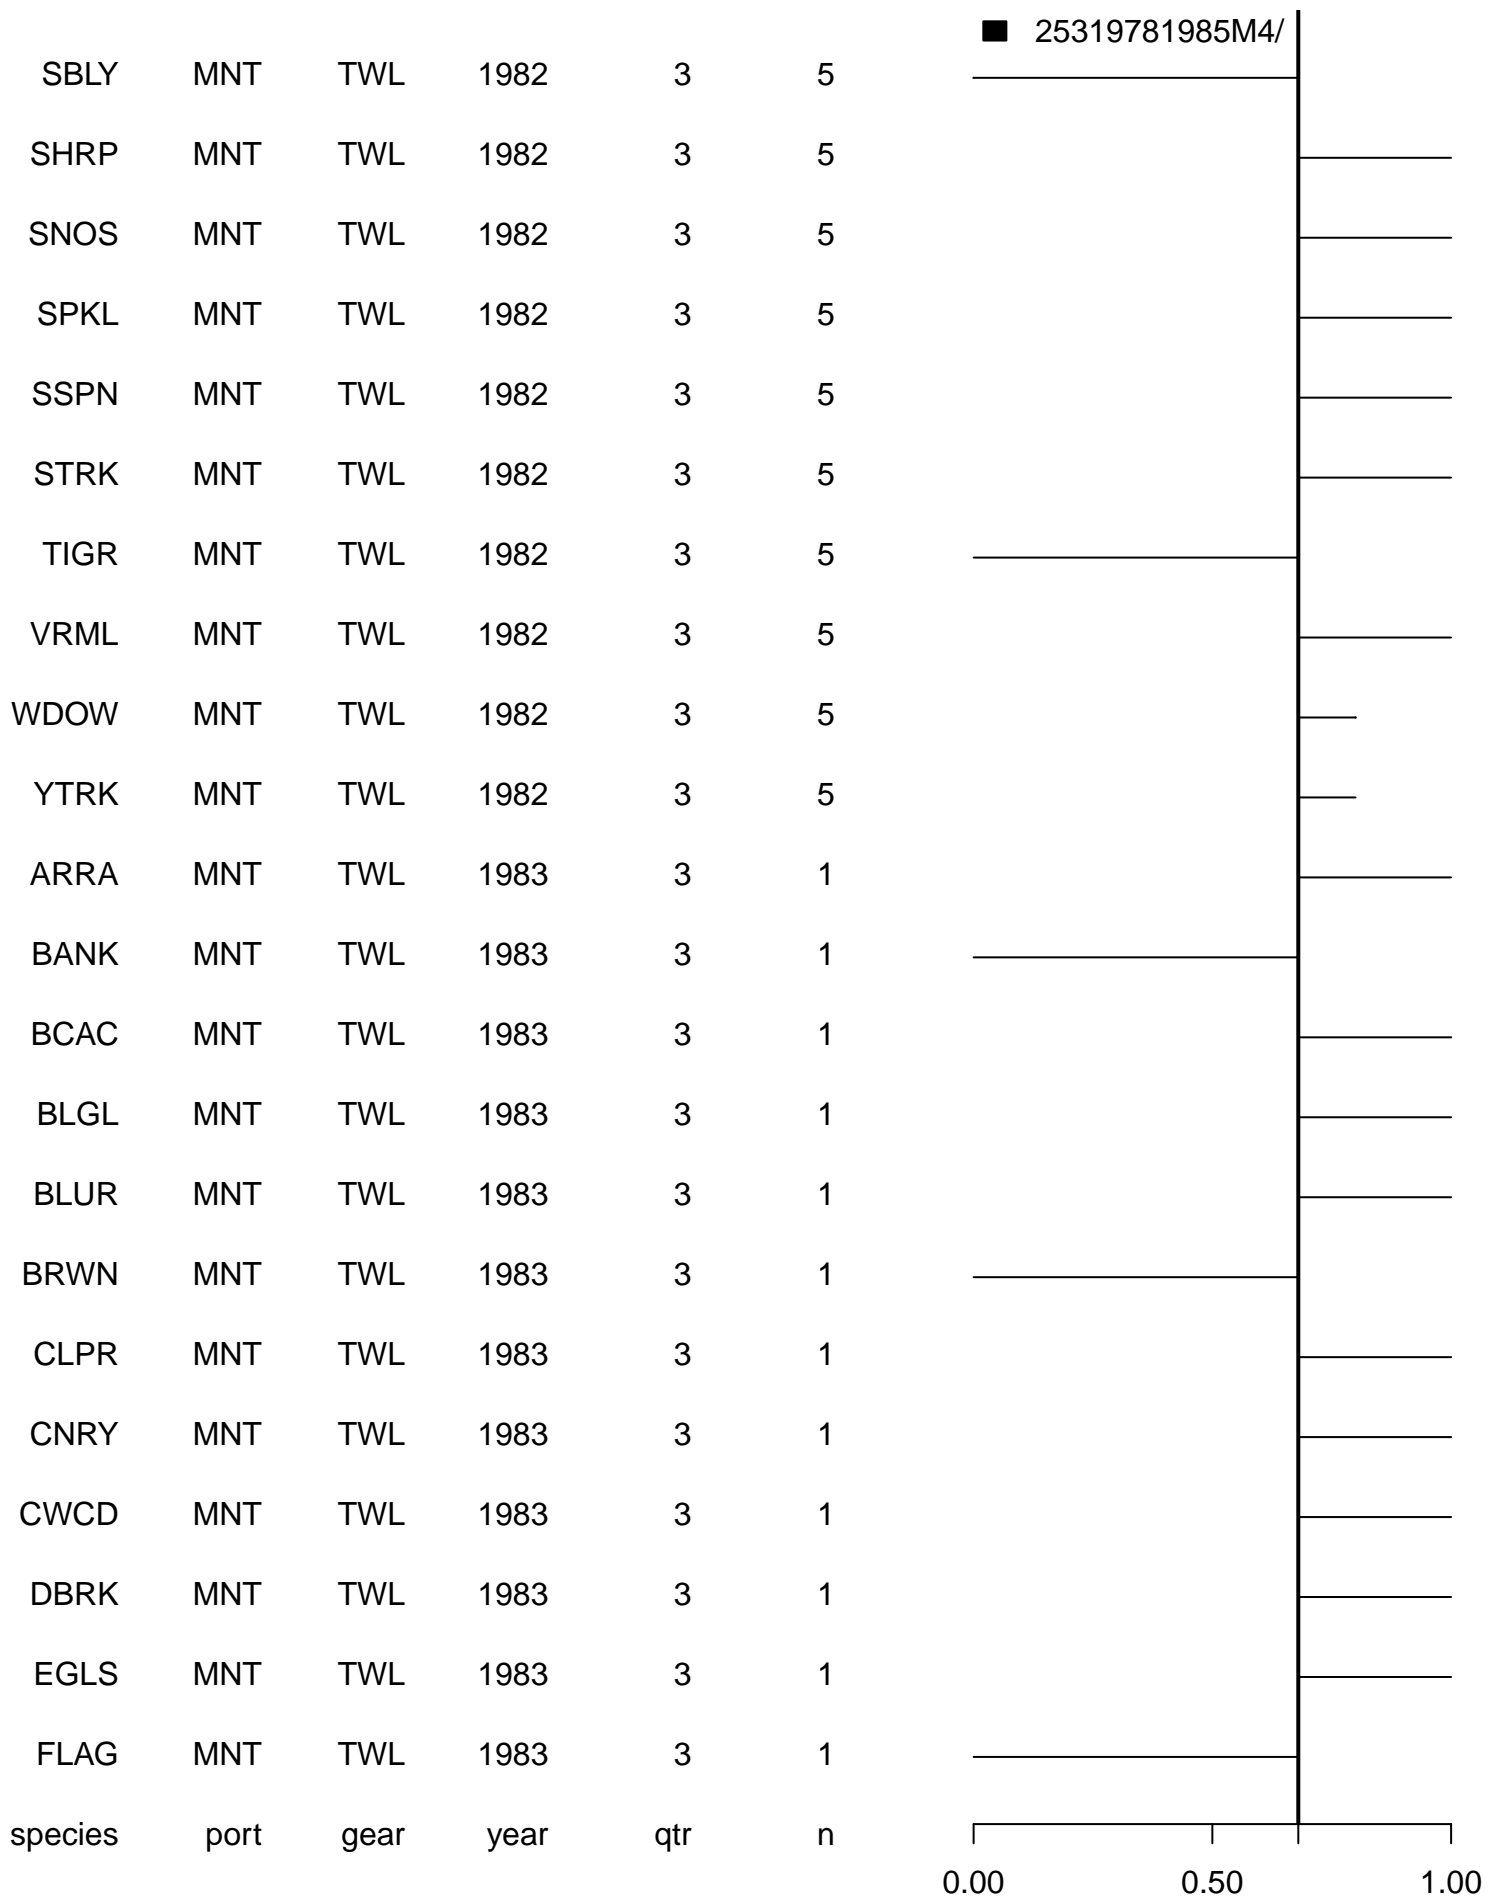 25319781985M4/
SBLY MNT TWL 1982 3 5
SHRP MNT TWL 1982 3 5
SNOS MNT TWL 1982 3 5
SPKL MNT TWL 1982 3 5
SSPN MNT TWL 1982 3 5
STRK MNT TWL 1982 3 5
TIGR MNT TWL 1982 3 5
VRML MNT TWL 1982 3 5
WDOW MNT TWL 1982 3 5
YTRK MNT TWL 1982 3 5
ARRA MNT TWL 1983 3 1
BANK MNT TWL 1983 3 1
BCAC MNT TWL 1983 3 1
BLGL MNT TWL 1983 3 1
BLUR MNT TWL 1983 3 1
BRWN MNT TWL 1983 3 1
CLPR MNT TWL 1983 3 1
CNRY MNT TWL 1983 3 1
CWCD MNT TWL 1983 3 1
DBRK MNT TWL 1983 3 1
EGLS MNT TWL 1983 3 1
FLAG MNT TWL 1983 3 1
species port gear year qtr n
0.00 0.50 1.00